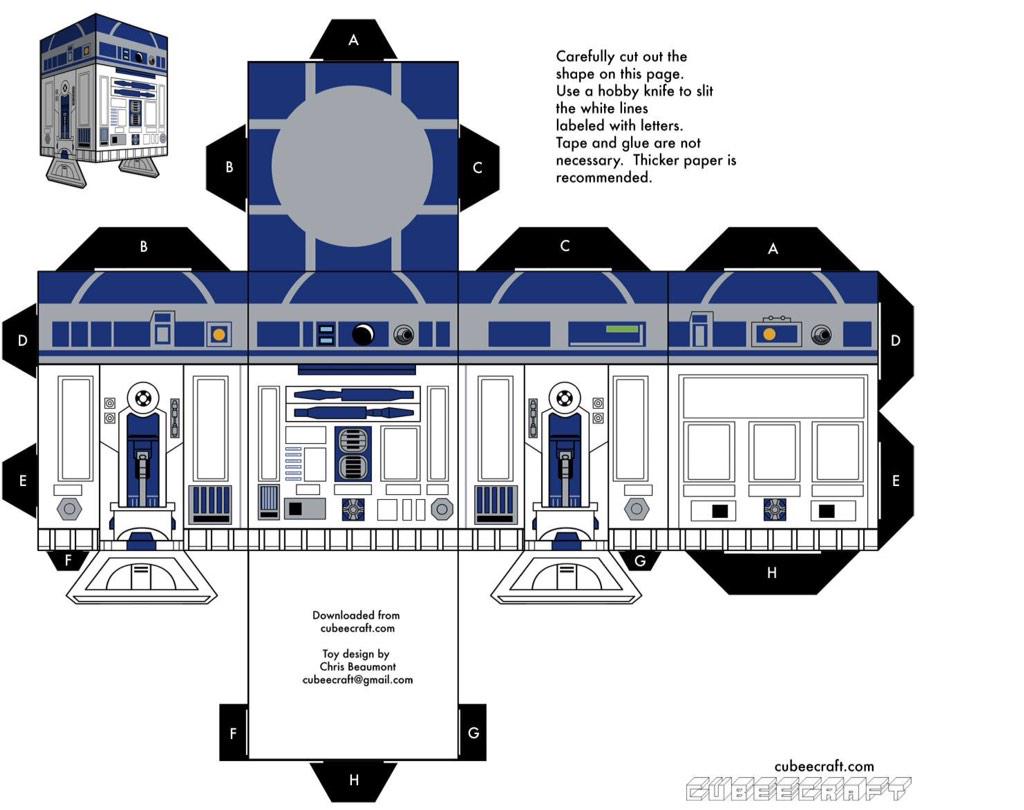 A
Carefully cut out the
shape on this page.
Use a hobby knife to slit
the white lines
labeled with letters.
Tape and glue are not
necessary. Thicker paper is
recommended.
B
C
B
C
A
D
D
E
E
F
G
H
Downloaded from
cubeecraft.com
Toy design by
Chris Beaumont
cubeecraft@gmail.com
F
G
H
cubeecraft.com
CUBEECRAFT